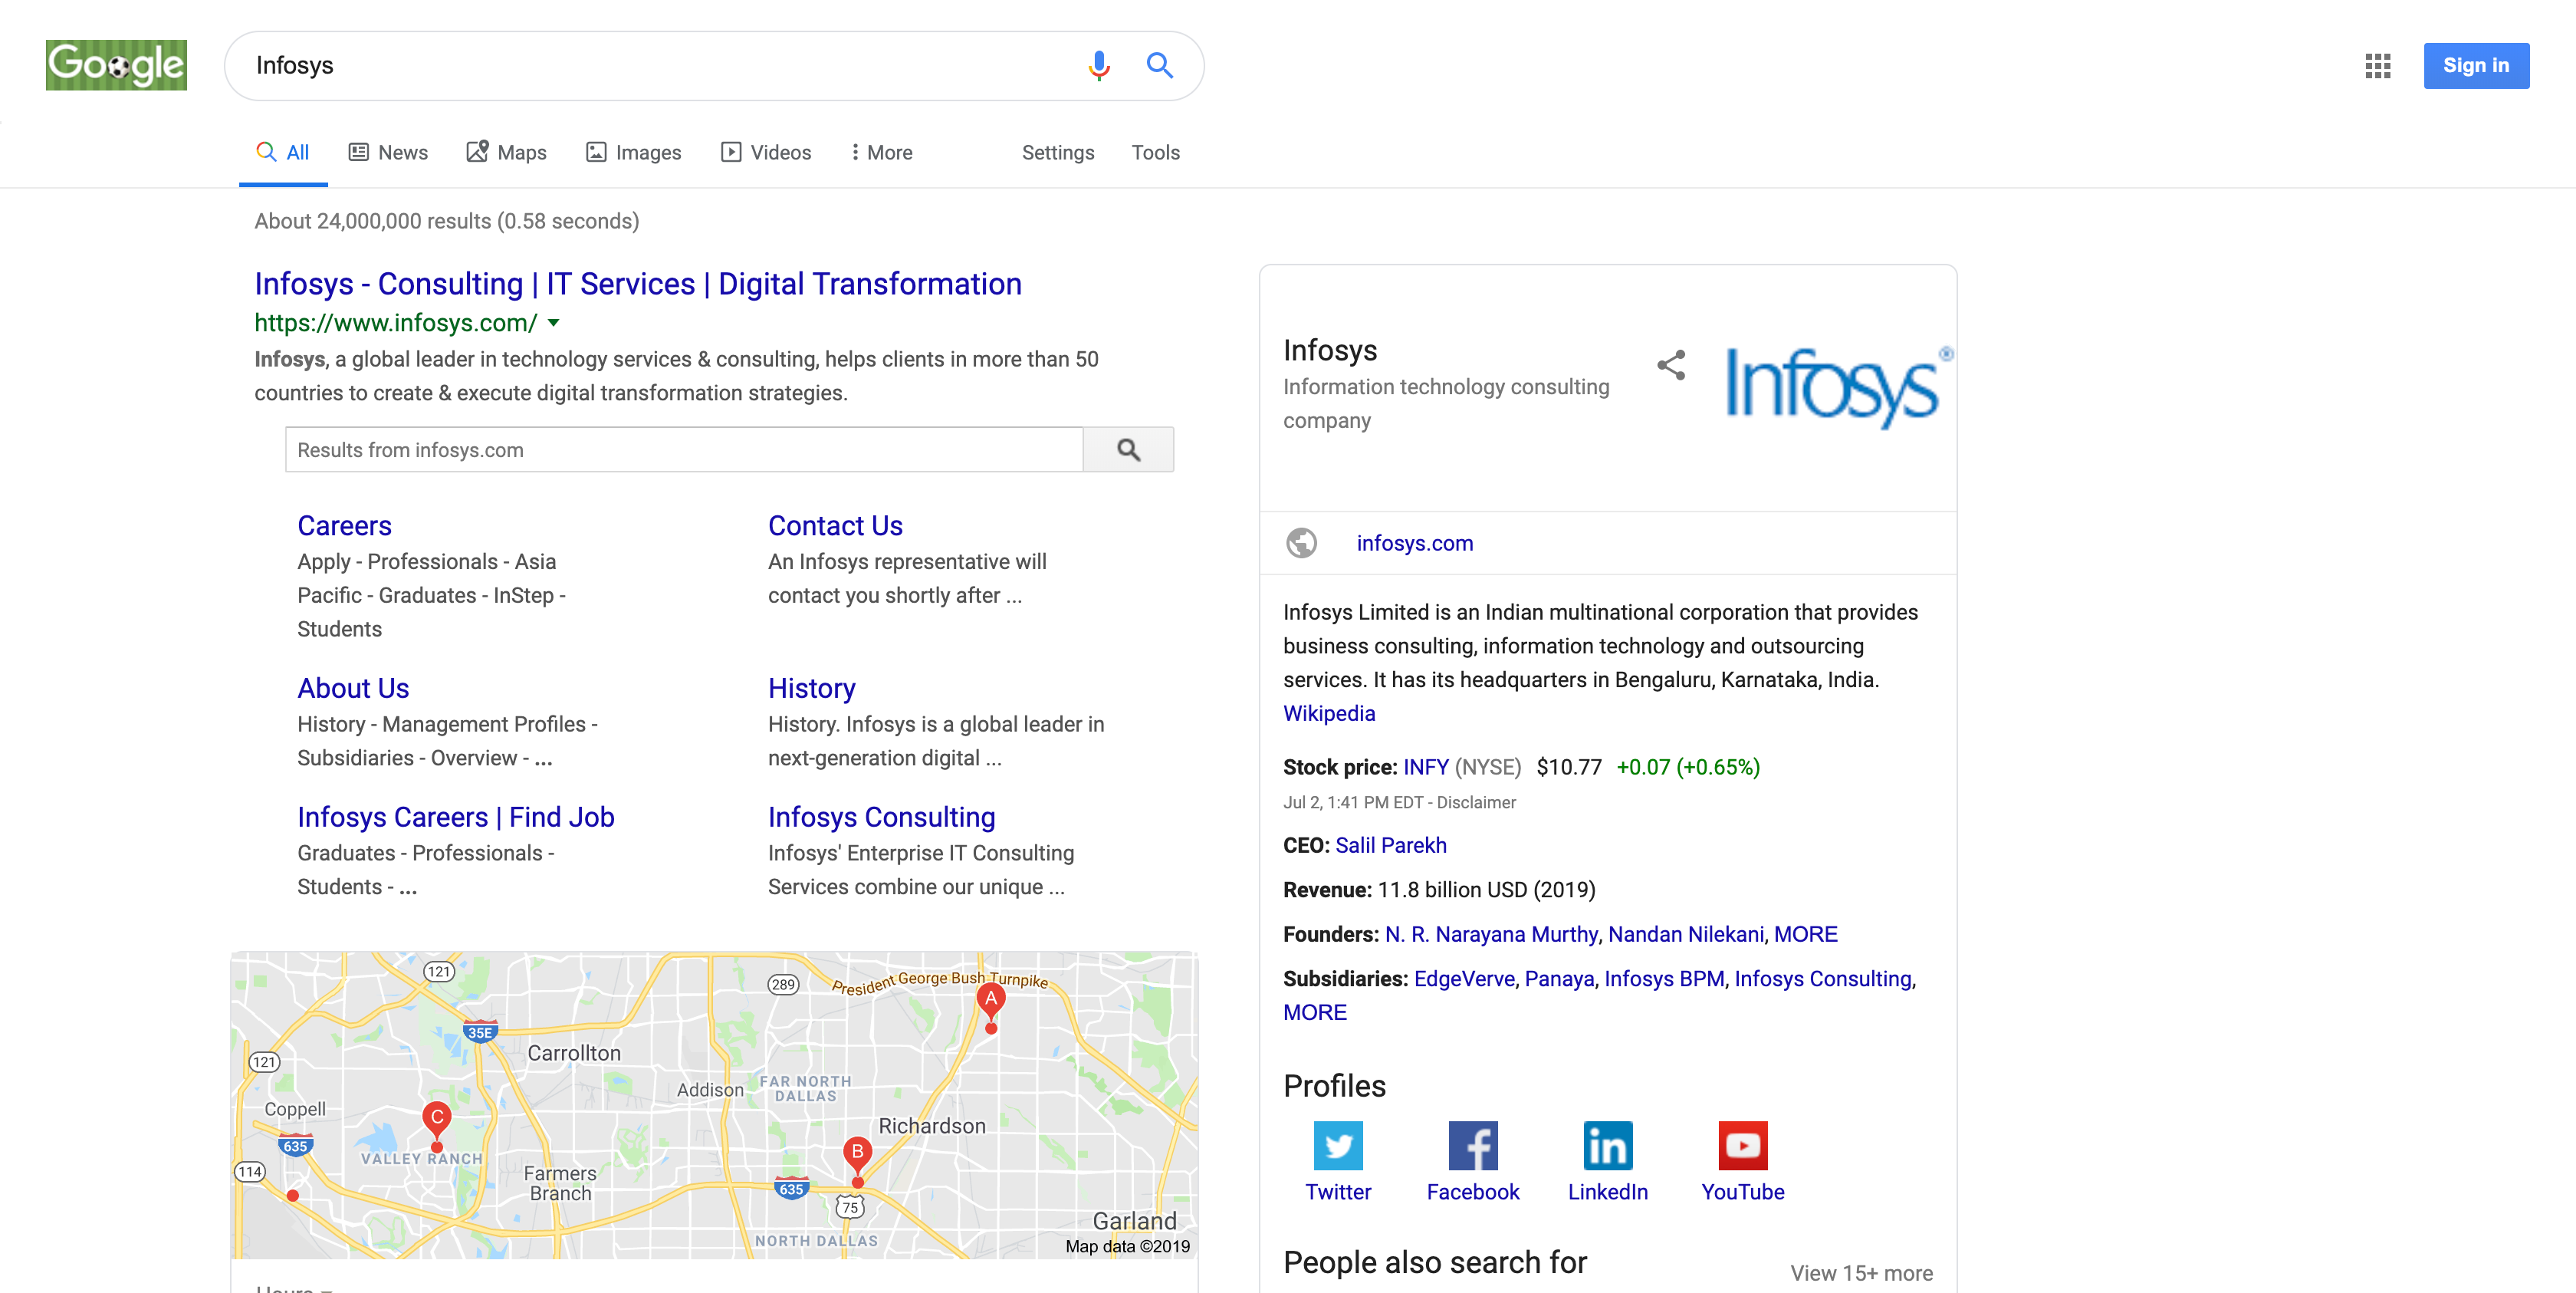 Google
Infosys
Sign in
All
News
Maps
Images
Videos
More
Settings
Tools
About 24,000,000 results (0.58 seconds)
Infosys - Consulting | IT Services | Digital Transformation
https://www.infosys.com/
Infosys, a global leader in technology services & consulting, helps clients in more than 50
countries to create & execute digital transformation strategies.
Results from infosys.com
Careers
Apply - Professionals - Asia
Pacific - Graduates - InStep -
Students
Contact Us
An Infosys representative will
contact you shortly after ...
About Us
History - Management Profiles -
Subsidiaries - Overview - ...
History
History. Infosys is a global leader in
next-generation digital ...
Infosys Careers | Find Job
Graduates - Professionals -
Students - ...
Infosys Consulting
Infosys' Enterprise IT Consulting
Services combine our unique ...
121
289
President George Bush Turnpike
A
35E
Carrollton
121
Addison
FAR NORTH
DALLAS
Coppell
C
Richardson
635
B
VALLEY RANCH
114
Farmers
Branch
635
75
Garland
NORTH DALLAS
Map data ©2019
Hours
Infosys
Information technology consulting
company
Infosys®
infosys.com
Infosys Limited is an Indian multinational corporation that provides
business consulting, information technology and outsourcing
services. It has its headquarters in Bengaluru, Karnataka, India.
Wikipedia
Stock price: INFY (NYSE) $10.77 +0.07 (+0.65%)
Jul 2, 1:41 PM EDT - Disclaimer
CEO: Salil Parekh
Revenue: 11.8 billion USD (2019)
Founders: N. R. Narayana Murthy, Nandan Nilekani, MORE
Subsidiaries: EdgeVerve, Panaya, Infosys BPM, Infosys Consulting,
MORE
Profiles
Twitter
Facebook
LinkedIn
YouTube
People also search for
View 15+ more